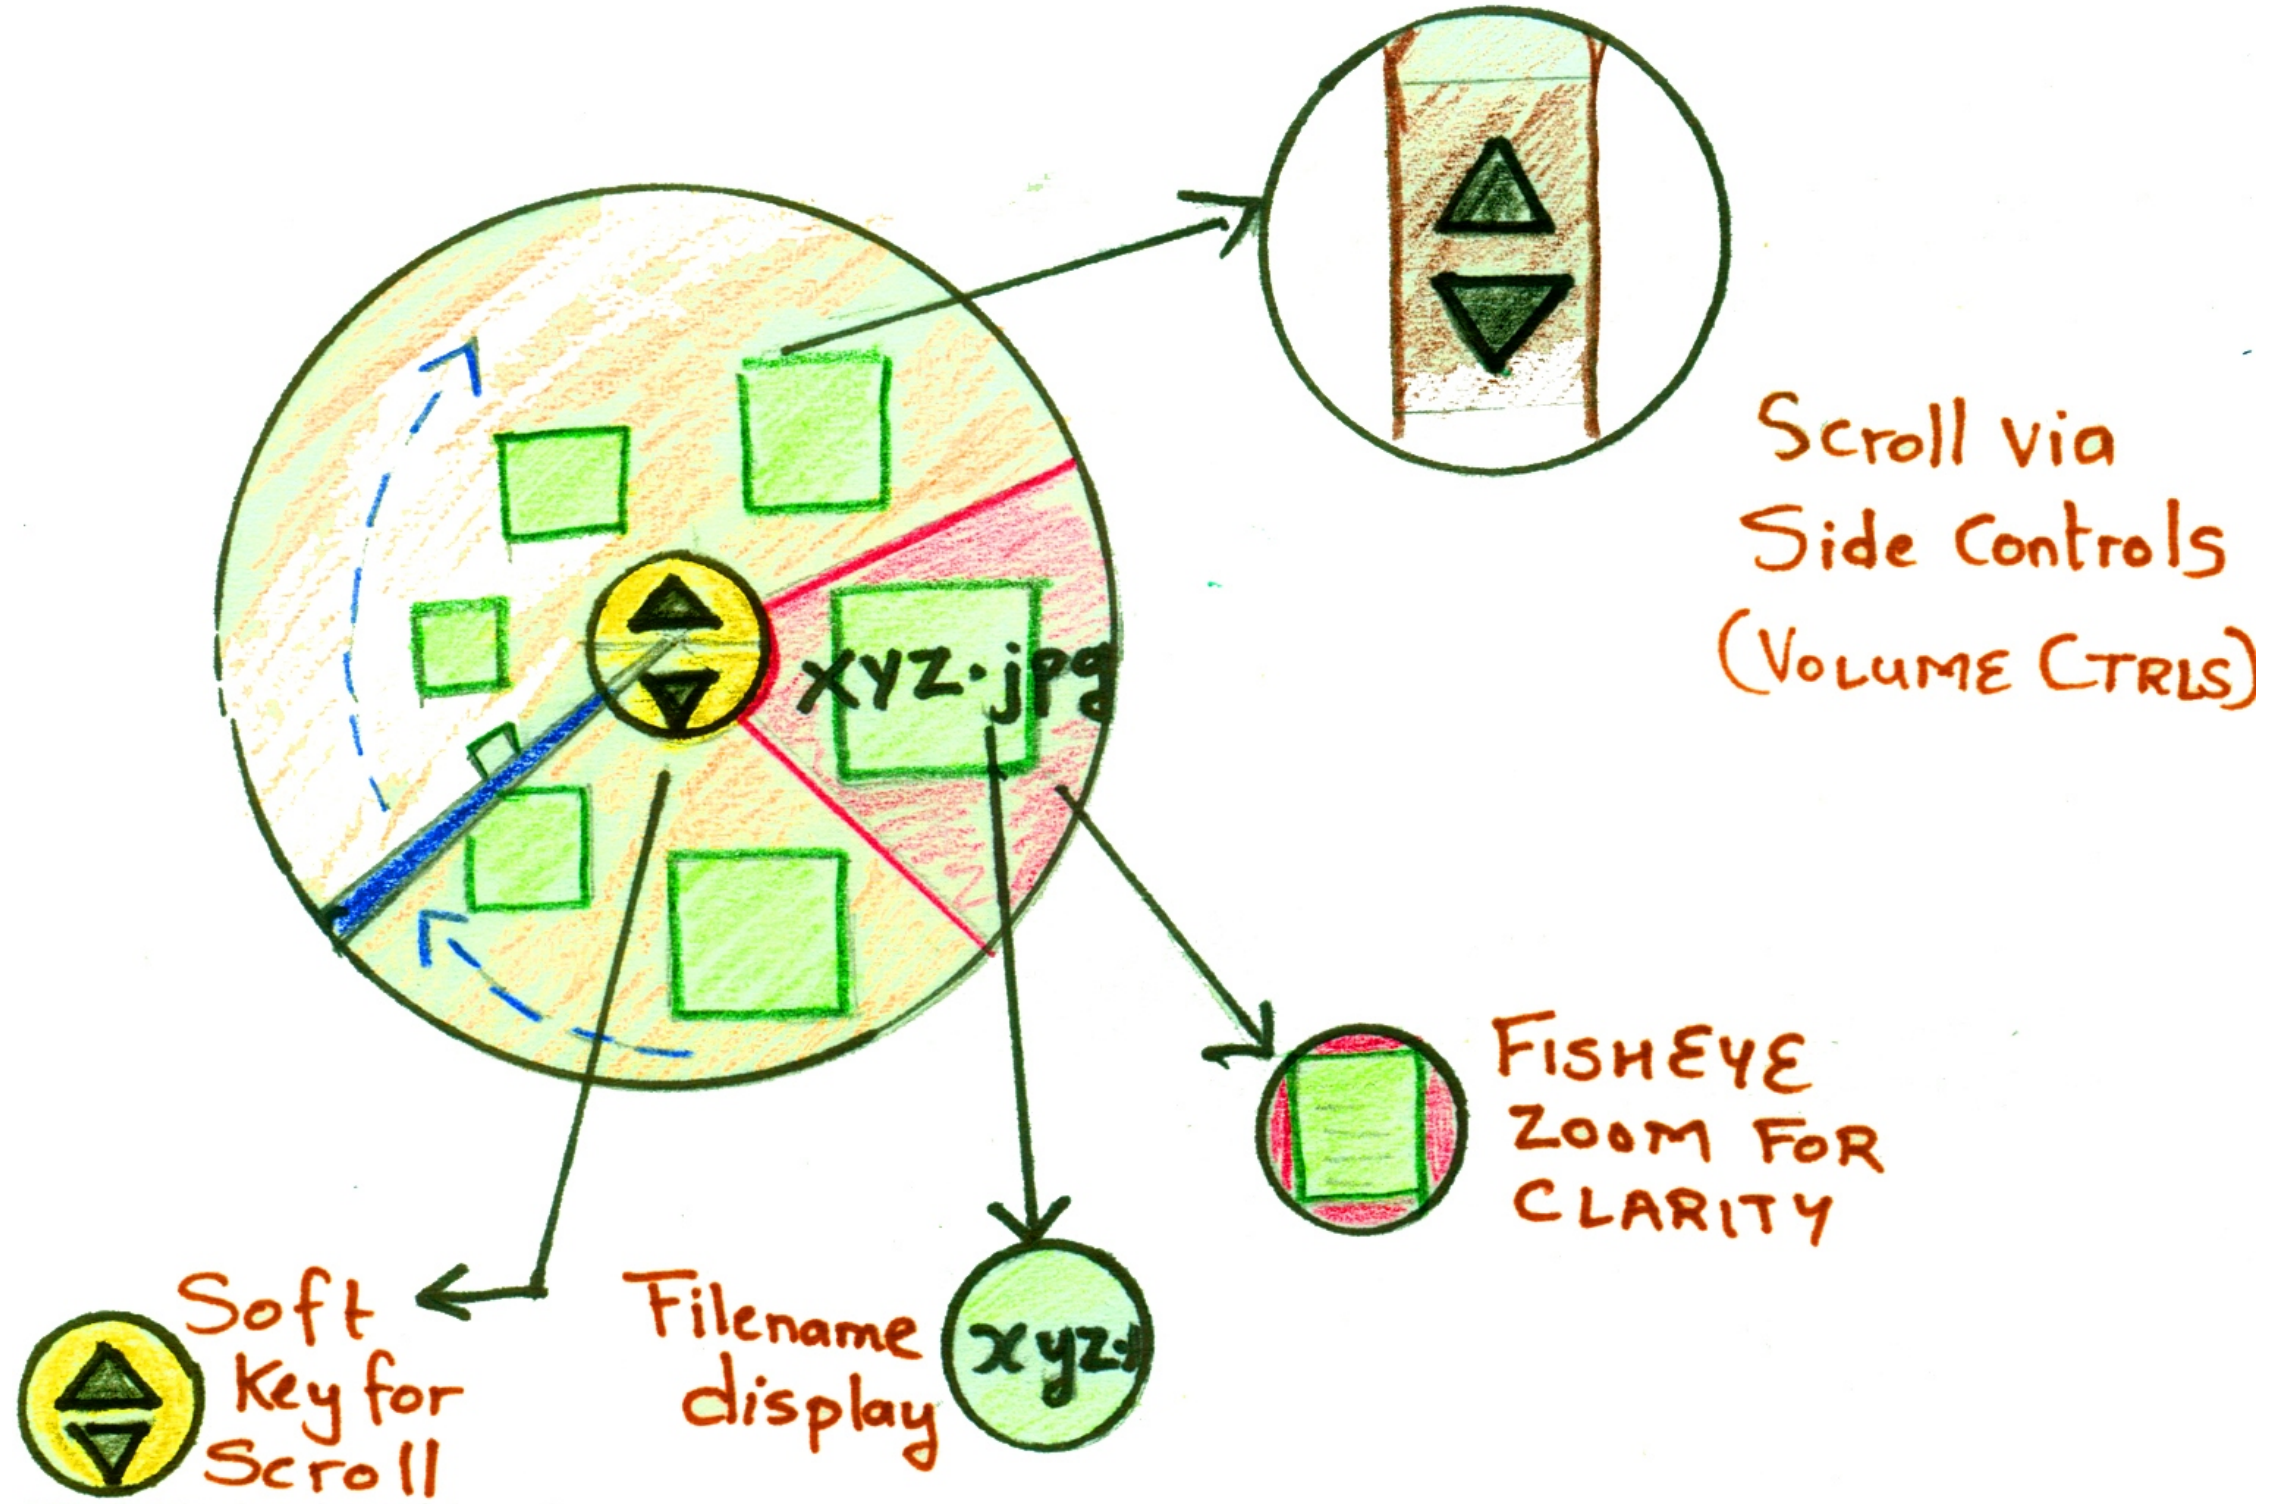 Scroll via
Side Controls
(VOLUME CTRLS)
xyz.jpg
FISHEYE
ZOOM FOR
CLARITY
Soft
Key for
Scroll
Filename
display
xyz.